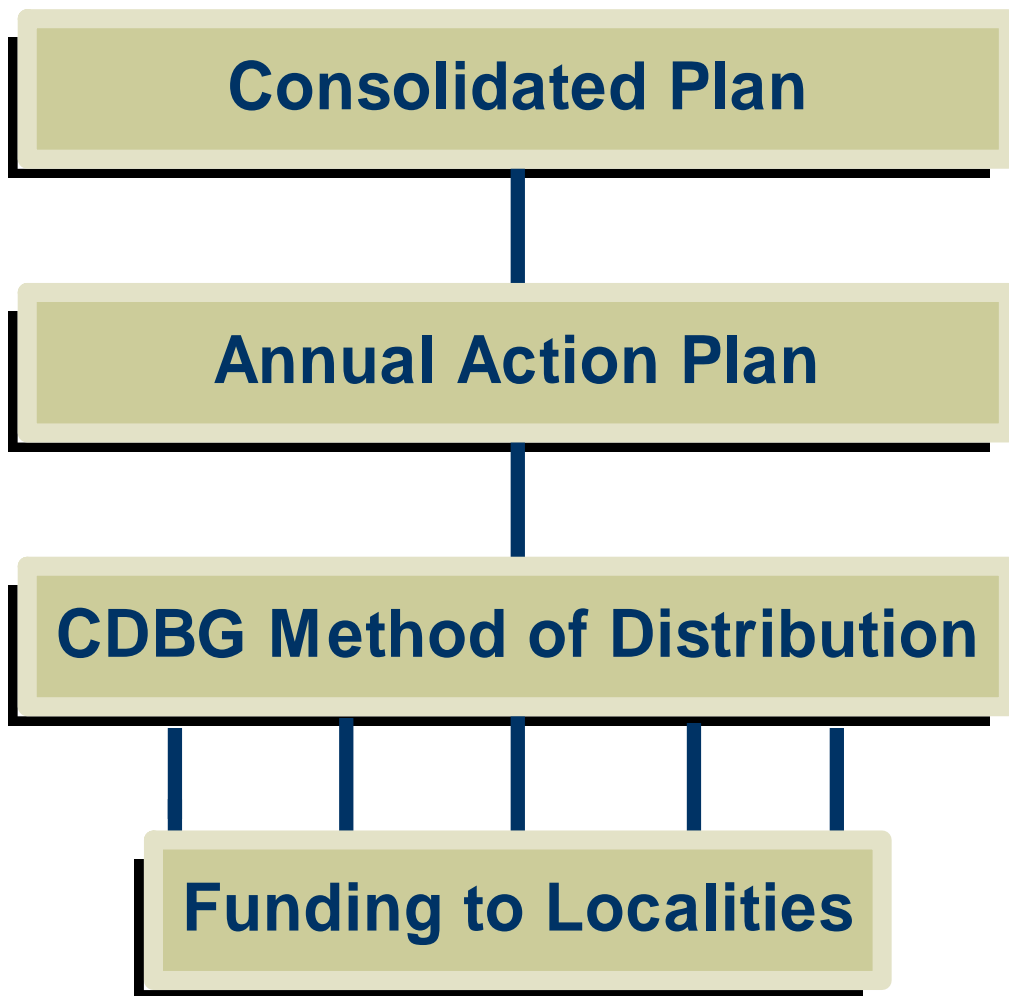 Consolidated Plan
Annual Action Plan
CDBG Method of Distribution
Funding to Localities